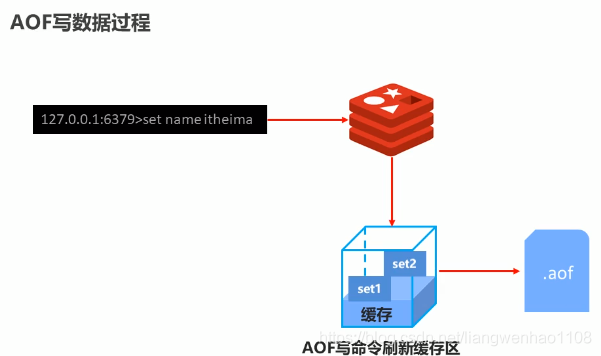 AOF写数据过程
127.0.0.1:6379>set name itheima
set2
set1
缓存
.aof
AOF写命令刷新缓存区
https://blog.csdn.net/liangwenhao1108